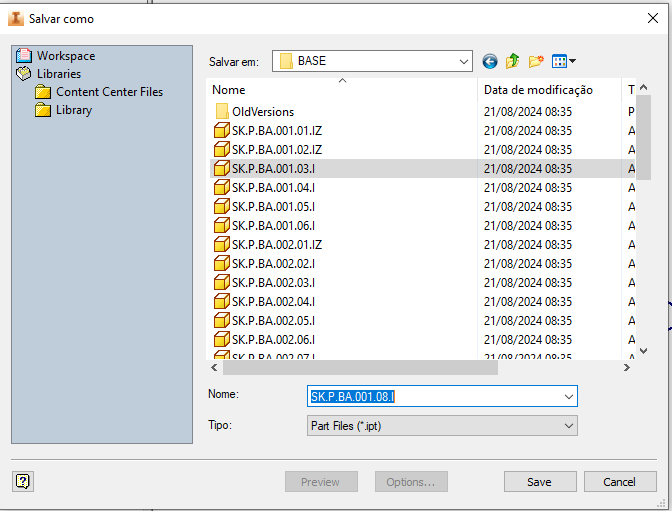 Salvar como
Workspace
Libraries
Content Center Files
Library
Salvar em:
BASE
Nome Data de modificação T
OldVersions 21/08/2024 08:35 P
SK.P.BA.001.01.IZ 21/08/2024 08:35 A
SK.P.BA.001.02.IZ 21/08/2024 08:35 A
SK.P.BA.001.03.I 21/08/2024 08:35 A
SK.P.BA.001.04.I 21/08/2024 08:35 A
SK.P.BA.001.05.I 21/08/2024 08:35 A
SK.P.BA.001.06.I 21/08/2024 08:35 A
SK.P.BA.002.01.IZ 21/08/2024 08:35 A
SK.P.BA.002.02.I 21/08/2024 08:35 A
SK.P.BA.002.03.I 21/08/2024 08:35 A
SK.P.BA.002.04.I 21/08/2024 08:35 A
SK.P.BA.002.05.I 21/08/2024 08:35 A
SK.P.BA.002.06.I 21/08/2024 08:35 A
SK.P.BA.002.07.I 21/08/2024 08:35 A
Nome: SK.P.BA.001.08.I
Tipo: Part Files (*.ipt)
Preview Options... Save Cancel